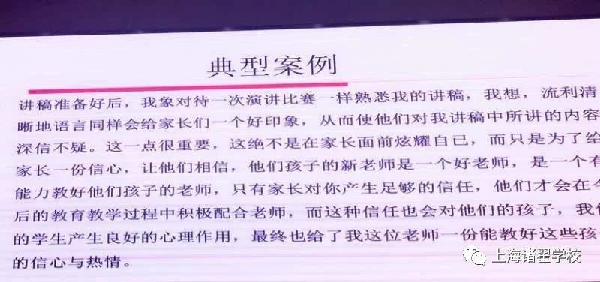 典型案例
讲稿准备好后，我象对待一次演讲比赛一样熟悉我的讲稿，我想，流利清
晰地语言同样会给家长们一个好印象，从而使他们对我讲稿中所讲的内容
深信不疑。这一点很重要，这绝不是在家长面前炫耀自己，而只是为了给
家长一份信心，让他们相信，他们孩子的新老师是一个好老师，是一个有
能力教好他们孩子的老师，只有家长对你产生足够的信任，他们才会在今
后的教育教学过程中积极配合老师，而这种信任也会对他们的孩子，我
的学生产生良好的心理作用，最终也给了我这位老师一份能教好这些孩
的信心与热情。
上海诸翟学校